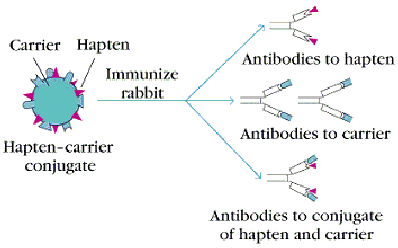 Carrier
Hapten
Hapten-carrier
conjugate
Immunize
rabbit
Antibodies to hapten
Antibodies to carrier
Antibodies to conjugate
of hapten and carrier